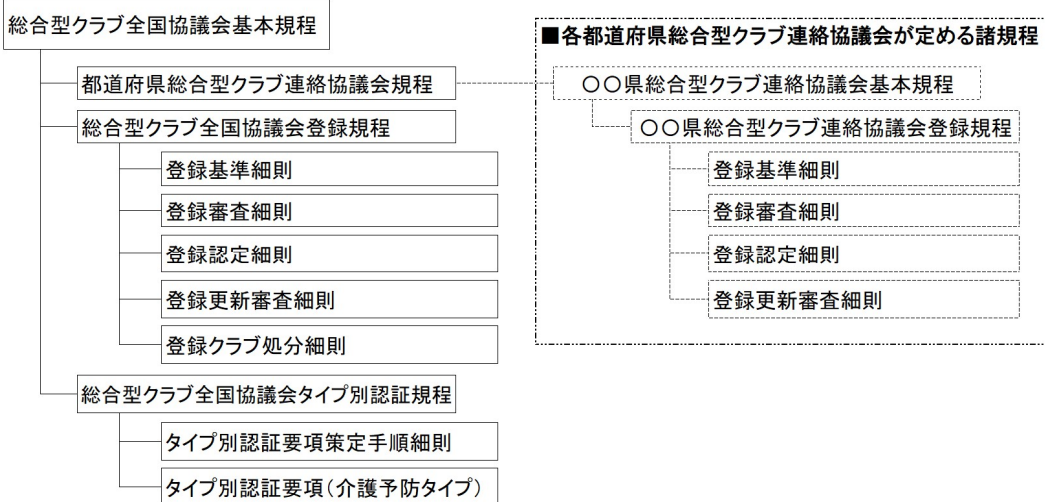 総合型クラブ全国協議会基本規程
都道府県総合型クラブ連絡協議会規程
総合型クラブ全国協議会登録規程
登録基準細則
登録審査細則
登録認定細則
登録更新審査細則
登録クラブ処分細則
総合型クラブ全国協議会タイプ別認証規程
タイプ別認証要項策定手順細則
タイプ別認証要項(介護予防タイプ)
■各都道府県総合型クラブ連絡協議会が定める諸規程
〇〇県総合型クラブ連絡協議会基本規程
〇〇県総合型クラブ連絡協議会登録規程
登録基準細則
登録審査細則
登録認定細則
登録更新審査細則